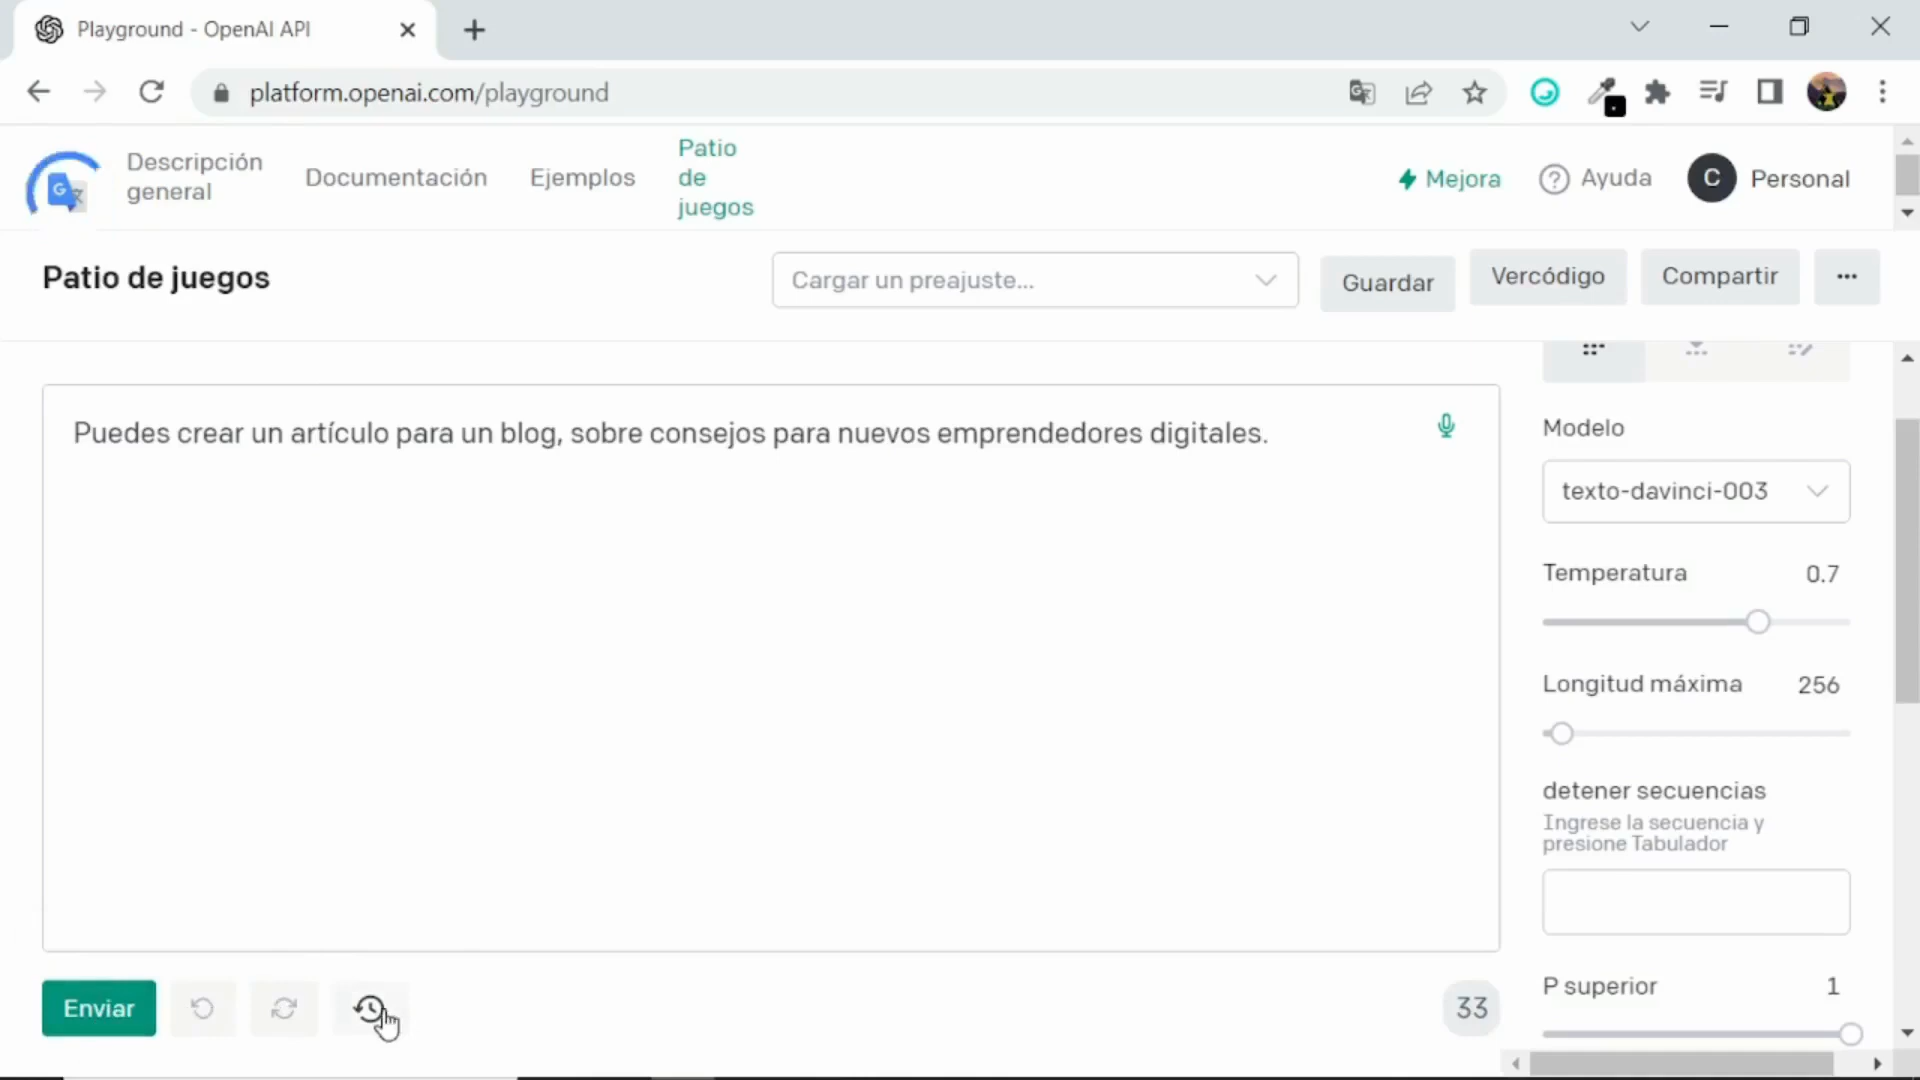 Playground - OpenAI API
platform.openai.com/playground
Descripción
general
Documentación
Ejemplos
Patio
de
juegos
Mejora
? Ayuda
C Personal
Patio de juegos
Cargar un preajuste...
Guardar
Vercódigo
Compartir
...
Puedes crear un artículo para un blog, sobre consejos para nuevos emprendedores digitales.
Modelo
texto-davinci-003
Temperatura 0.7
Longitud máxima 256
detener secuencias
Ingrese la secuencia y
presione Tabulador
P superior 1
Enviar
33